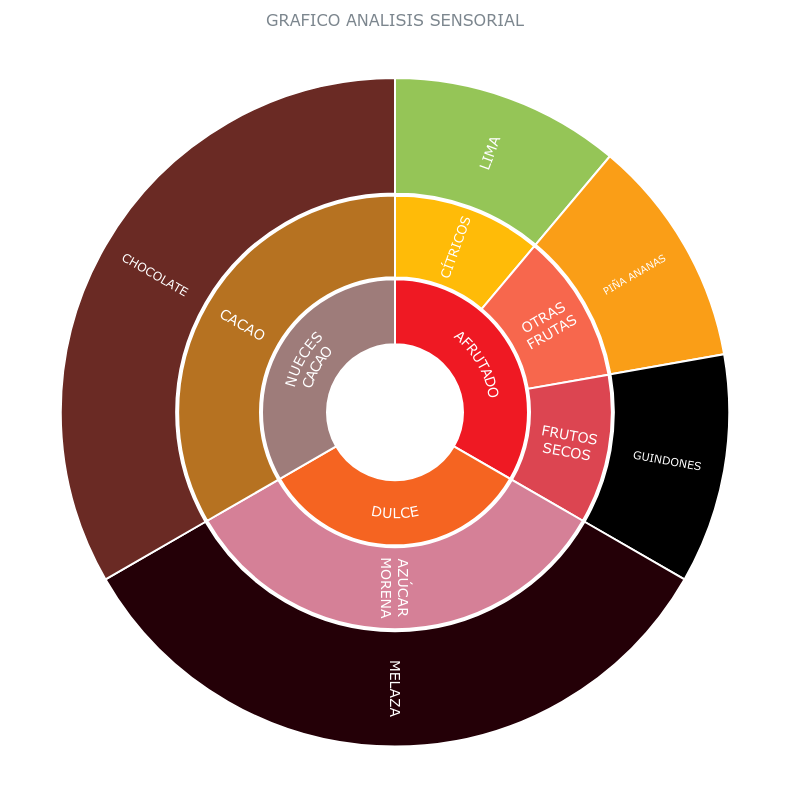 GRAFICO ANALISIS SENSORIAL
LIMA
PIÑA ANANAS
GUINDONES
MELAZA
CHOCOLATE
CÍTRICOS
OTRAS
FRUTAS
FRUTOS
SECOS
AZÚCAR
MORENA
CACAO
AFRUTADO
DULCE
NUECES
CACAO